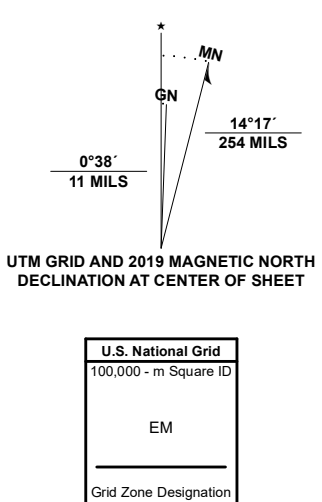 ★
MN
GN
14°17´
254 MILS
0°38´
11 MILS
UTM GRID AND 2019 MAGNETIC NORTH
DECLINATION AT CENTER OF SHEET
U.S. National Grid
100,000 - m Square ID
EM
Grid Zone Designation